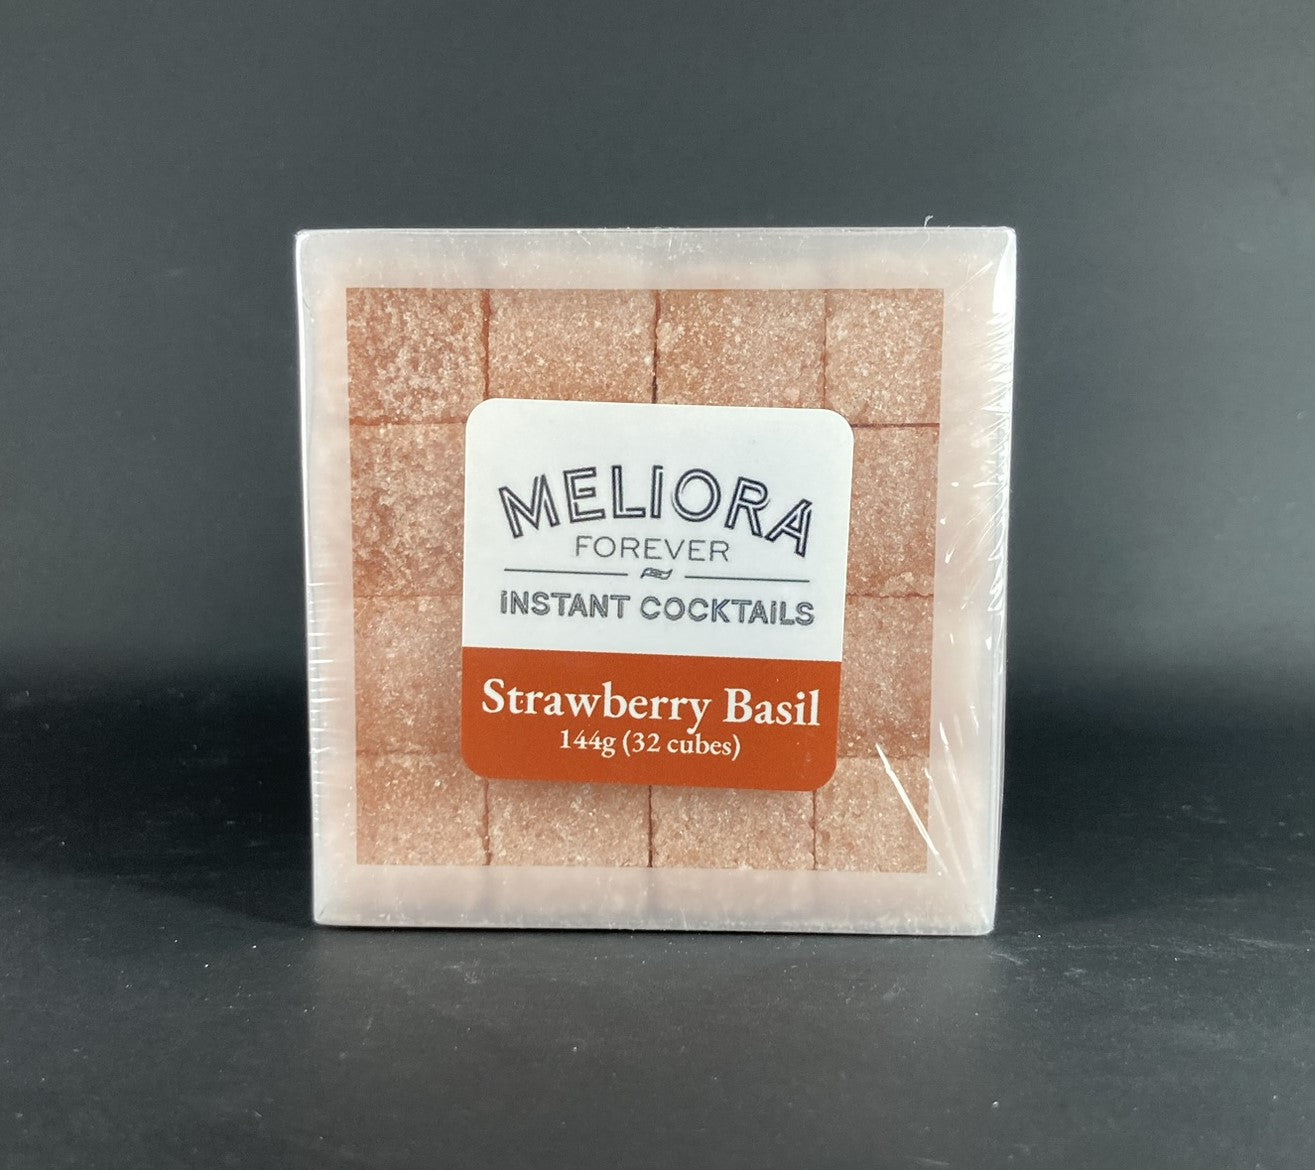 MELIORA
FOREVER
INSTANT COCKTAILS
Strawberry Basil
144g (32 cubes)